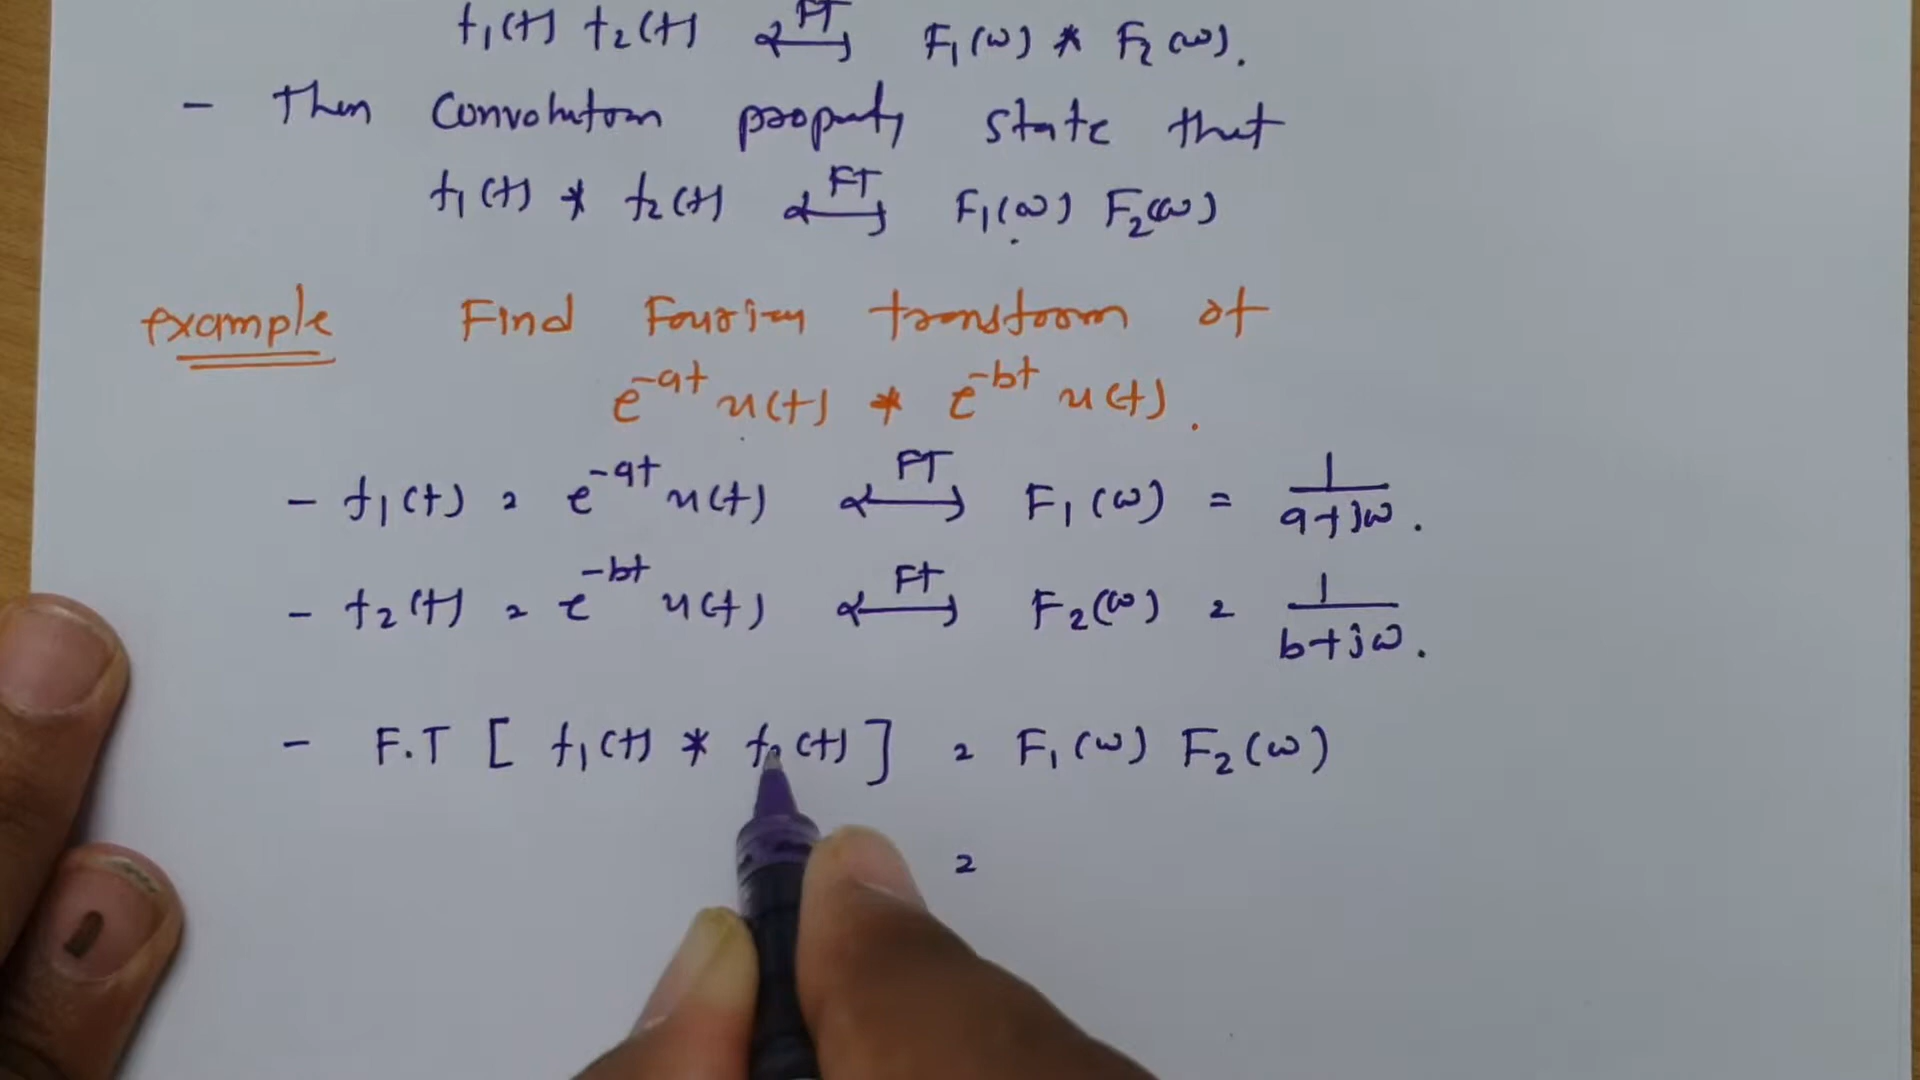 f₁(t) f₂(t) ⟷FT F₁(ω) * F₂(ω).
- Then Convolution property state that
f₁(t) * f₂(t) ⟷FT F₁(ω) F₂(ω)
example Find Fourier transform of
e^-at u(t) * e^-bt u(t).
- f₁(t) = e^-at u(t) ⟷FT F₁(ω) = 1/(a+jω).
- f₂(t) = e^-bt u(t) ⟷FT F₂(ω) = 1/(b+jω).
- F.T [ f₁(t) * f₂(t) ] = F₁(ω) F₂(ω)
=